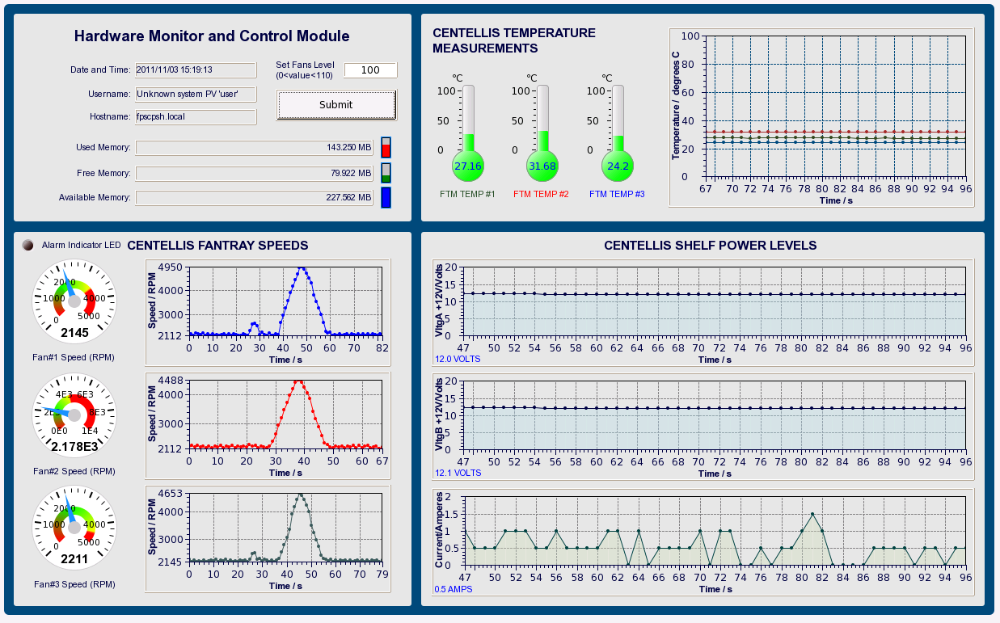 Hardware Monitor and Control Module
Date and Time: 2011/11/03 15:19:13
Set Fans Level
(0<value<110)
100
Username: Unknown system PV 'user'
Submit
Hostname: fpscpsh.local
Used Memory: 143.250 MB
Free Memory: 79.922 MB
Available Memory: 227.562 MB
CENTELLIS TEMPERATURE
MEASUREMENTS
°C °C °C
100 100 100
50 50 50
0 0 0
27.16 31.68 24.2
FTM TEMP #1 FTM TEMP #2 FTM TEMP #3
Temperature / degrees C
100
80
60
40
20
0
67 70 72 74 76 78 80 82 84 86 88 90 92 94 96
Time / s
Alarm Indicator LED
CENTELLIS FANTRAY SPEEDS
2000
1000 4000
0 5000
2145
Fan#1 Speed (RPM)
Speed / RPM
4950
4000
3000
2112
0 10 20 30 40 50 60 70 82
Time / s
4E3 6E3
2E3 8E3
0E0 1E4
2.178E3
Fan#2 Speed (RPM)
Speed / RPM
4488
4000
3000
2112
0 10 20 30 40 50 60 67
Time / s
2000
1000 4000
0 5000
2211
Fan#3 Speed (RPM)
Speed / RPM
4653
4000
3000
2145
0 10 20 30 40 50 60 70 79
Time / s
CENTELLIS SHELF POWER LEVELS
VltgA +12V/Volts
20
15
10
5
0
47 50 52 54 56 58 60 62 64 66 68 70 72 74 76 78 80 82 84 86 88 90 92 94 96
12.0 VOLTS
Time / s
VltgB +12V/Volts
20
15
10
5
0
47 50 52 54 56 58 60 62 64 66 68 70 72 74 76 78 80 82 84 86 88 90 92 94 96
12.1 VOLTS
Time / s
Current/Amperes
2
1.5
1
0.5
0
47 50 52 54 56 58 60 62 64 66 68 70 72 74 76 78 80 82 84 86 88 90 92 94 96
0.5 AMPS
Time / s